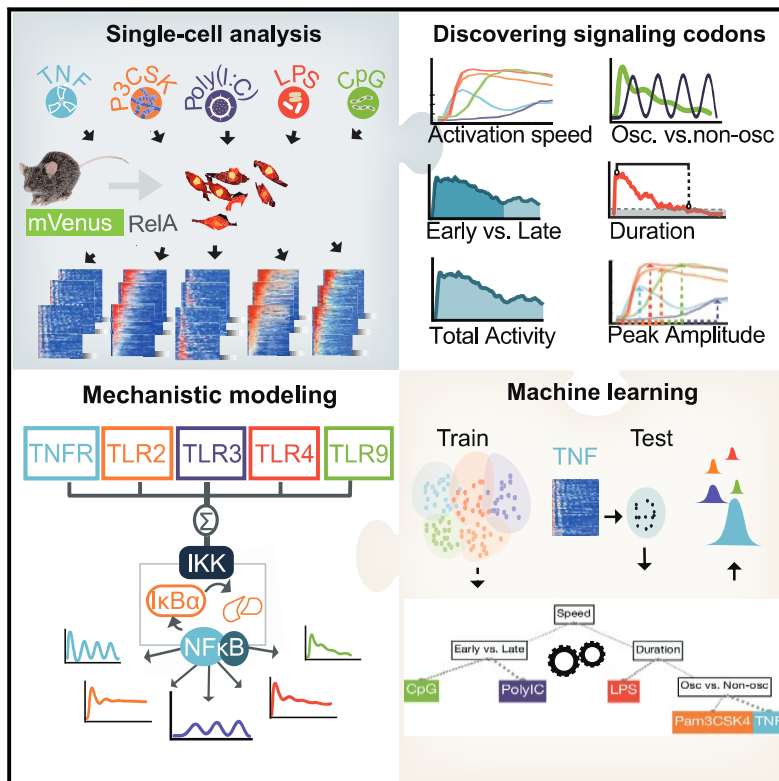 Single-cell analysis
TNF
P3CSK
Poly(I:C)
LPS
CpG
mVenus RelA
Discovering signaling codons
Activation speed
Osc. vs.non-osc
Early vs. Late
Duration
Total Activity
Peak Amplitude
Mechanistic modeling
TNFR
TLR2
TLR3
TLR4
TLR9
Σ
IKK
IκBα
NFκB
Machine learning
Train
Test
TNF
Speed
Early vs. Late
Duration
CpG
PolyIC
LPS
Osc vs. Non-osc
Pam3CSK4
TNF